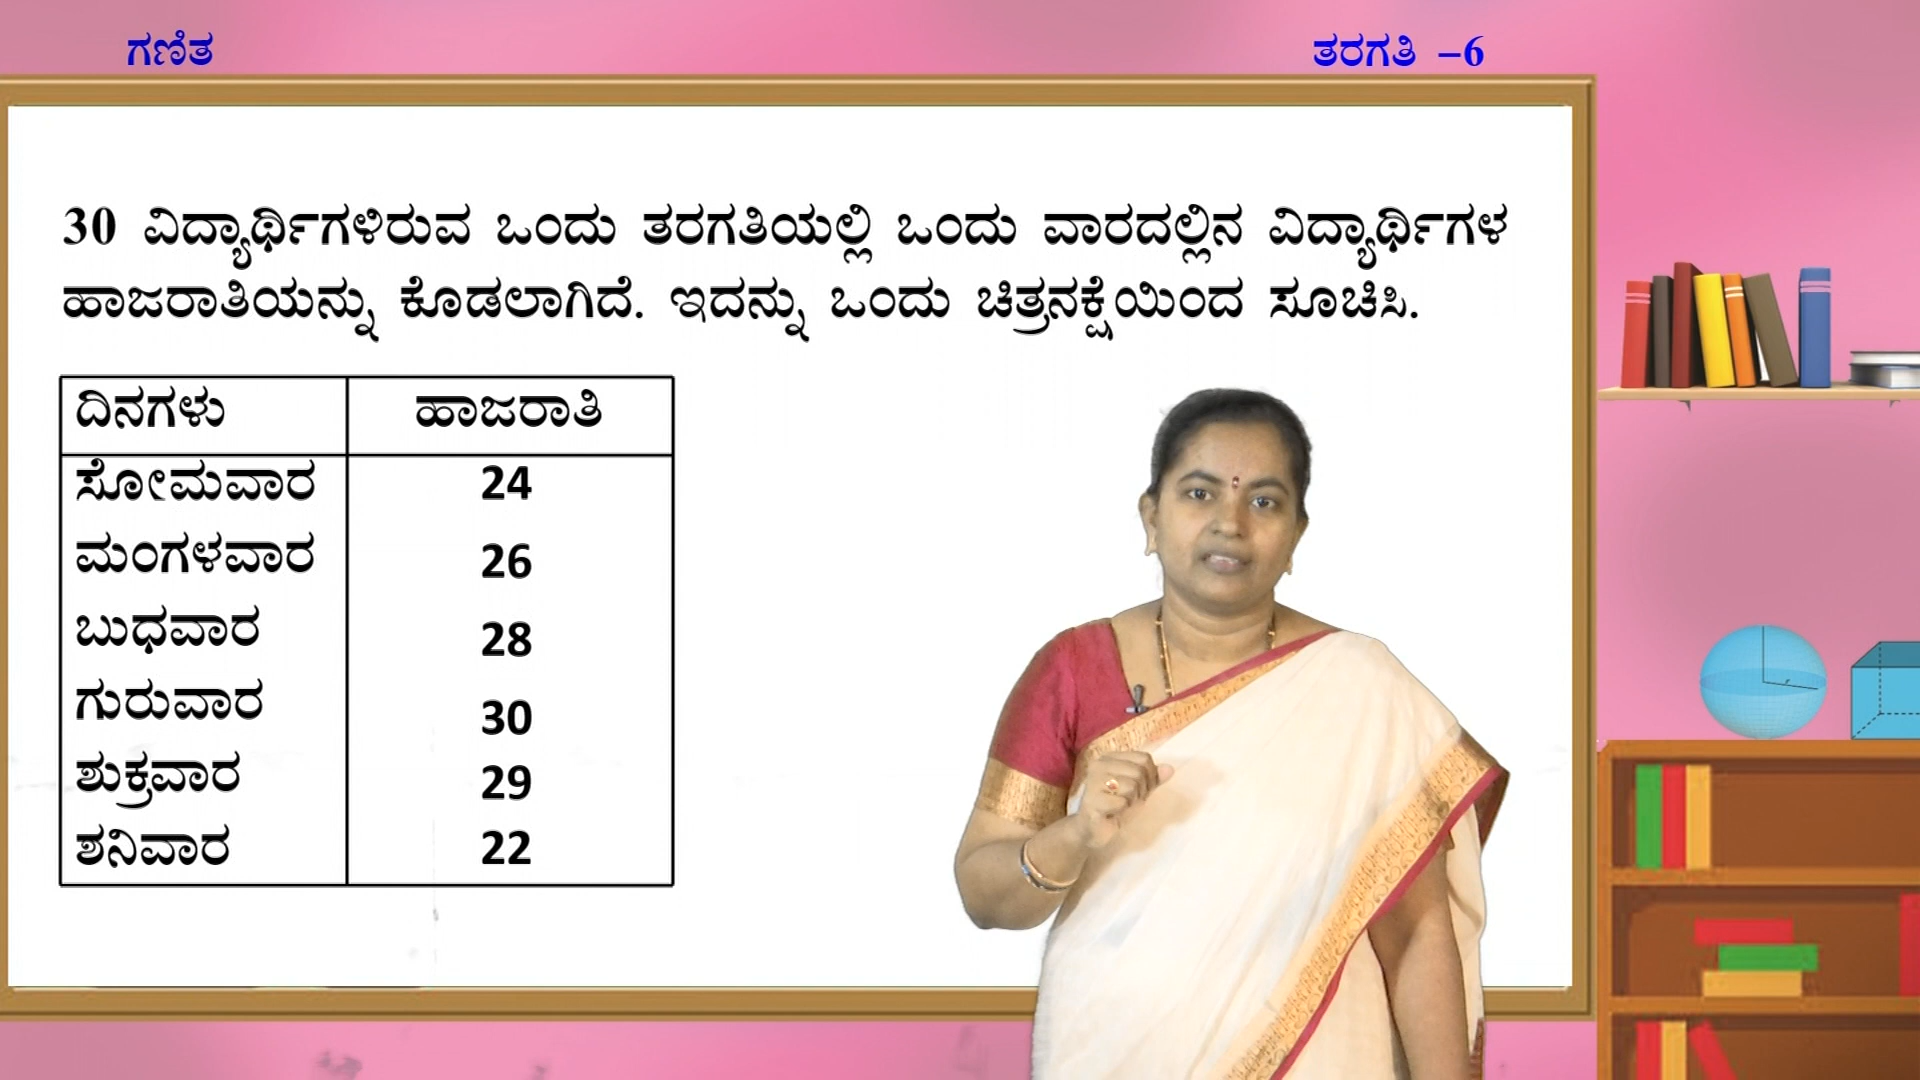 ಗಣಿತ
ತರಗತಿ –6
30 ವಿದ್ಯಾರ್ಥಿಗಳಿರುವ ಒಂದು ತರಗತಿಯಲ್ಲಿ ಒಂದು ವಾರದಲ್ಲಿನ ವಿದ್ಯಾರ್ಥಿಗಳ
ಹಾಜರಾತಿಯನ್ನು ಕೊಡಲಾಗಿದೆ. ಇದನ್ನು ಒಂದು ಚಿತ್ರನಕ್ಷೆಯಿಂದ ಸೂಚಿಸಿ.
ದಿನಗಳು ಹಾಜರಾತಿ
ಸೋಮವಾರ 24
ಮಂಗಳವಾರ 26
ಬುಧವಾರ 28
ಗುರುವಾರ 30
ಶುಕ್ರವಾರ 29
ಶನಿವಾರ 22